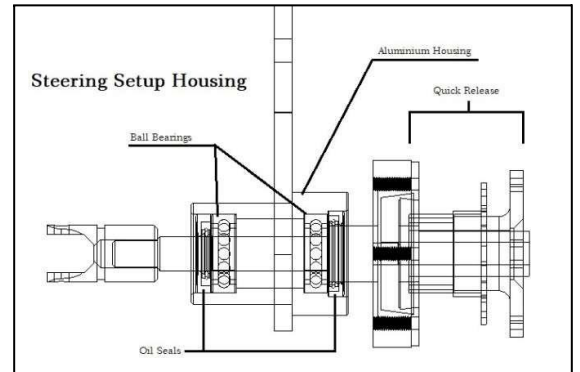 Aluminium Housing
Steering Setup Housing
Quick Release
Ball Bearings
Oil Seals